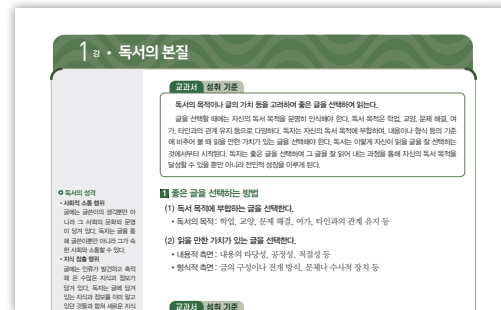 1강 • 독서의 본질
교과서 성취 기준
독서의 목적이나 글의 가치 등을 고려하여 좋은 글을 선택하여 읽는다.
글을 선택할 때에는 자신의 독서 목적을 분명히 인식해야 한다. 독서 목적은 학업, 교양, 문제 해결, 여
가, 타인과의 관계 유지 등으로 다양하다. 독자는 자신의 독서 목적에 부합하며, 내용이나 형식 등의 기준
에 비추어 볼 때 읽을 만한 가치가 있는 글을 선택해야 한다. 독서는 이렇게 자신이 읽을 글을 잘 선택하는
것에서부터 시작된다. 독자는 좋은 글을 선택하여 그 글을 잘 읽어 내는 과정을 통해 자신의 독서 목적을
달성할 수 있을 뿐만 아니라 전인적 성장을 이루게 된다.
독서의 성격
• 사회적 소통 행위
글에는 글쓴이의 생각뿐만 아
니라 그 사회의 문화와 문명
이 담겨 있다. 독자는 글을 통
해 글쓴이뿐만 아니라 그가 속
한 사회와 소통할 수 있다.
• 지식 창출 행위
글에는 인류가 발견하고 축적
해 온 수많은 지식과 정보가
담겨 있다. 독자는 글에 담겨
있는 지식과 정보를 이미 알고
있던 것들과 합쳐 새로운 지식
1 좋은 글을 선택하는 방법
(1) 독서 목적에 부합하는 글을 선택한다.
• 독서의 목적: 학업, 교양, 문제 해결, 여가, 타인과의 관계 유지 등
(2) 읽을 만한 가치가 있는 글을 선택한다.
• 내용적 측면: 내용의 타당성, 공정성, 적절성 등
• 형식적 측면: 글의 구성이나 전개 방식, 문체나 수사적 장치 등
교과서 성취 기준